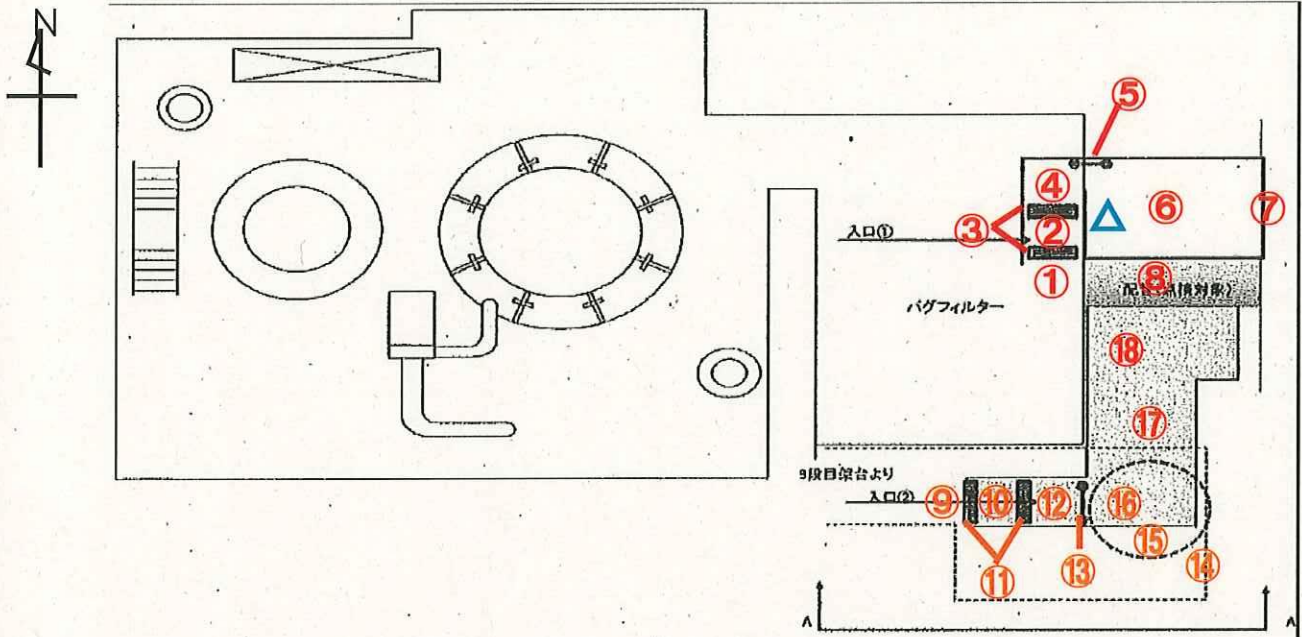 N
⑤
④
③
②
⑥
⑦
入口①
①
⑧
配管(点検対象)
バグフィルター
⑱
⑰
9段目架台より
入口(2)
⑨
⑩
⑫
⑯
⑮
⑪
⑬
⑭
A
A